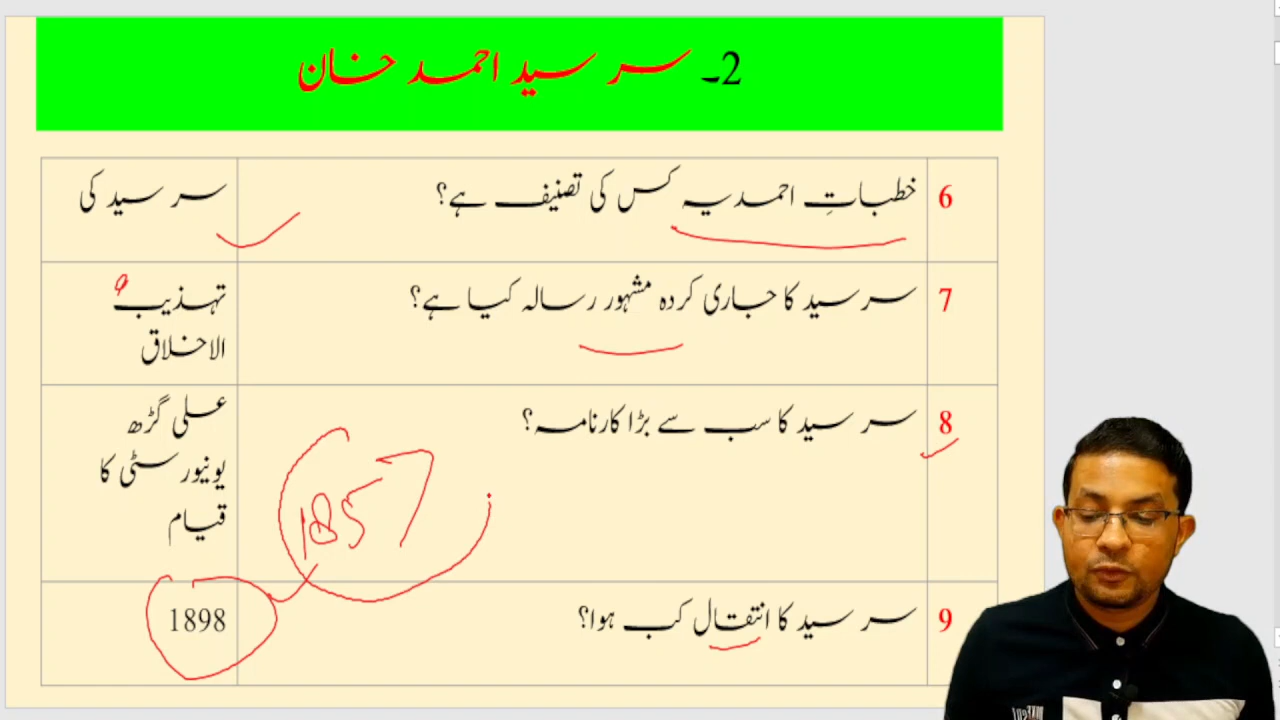 2۔ سر سید احمد خان
6 خطباتِ احمدیہ کس کی تصنیف ہے؟ سر سید کی
7 سر سید کا جاری کردہ مشہور رسالہ کیا ہے؟ تہذیب
الاخلاق
8 سر سید کا سب سے بڑا کارنامہ؟ علی گڑھ
یونیورسٹی کا
قیام
1857
9 سر سید کا انتقال کب ہوا؟ 1898